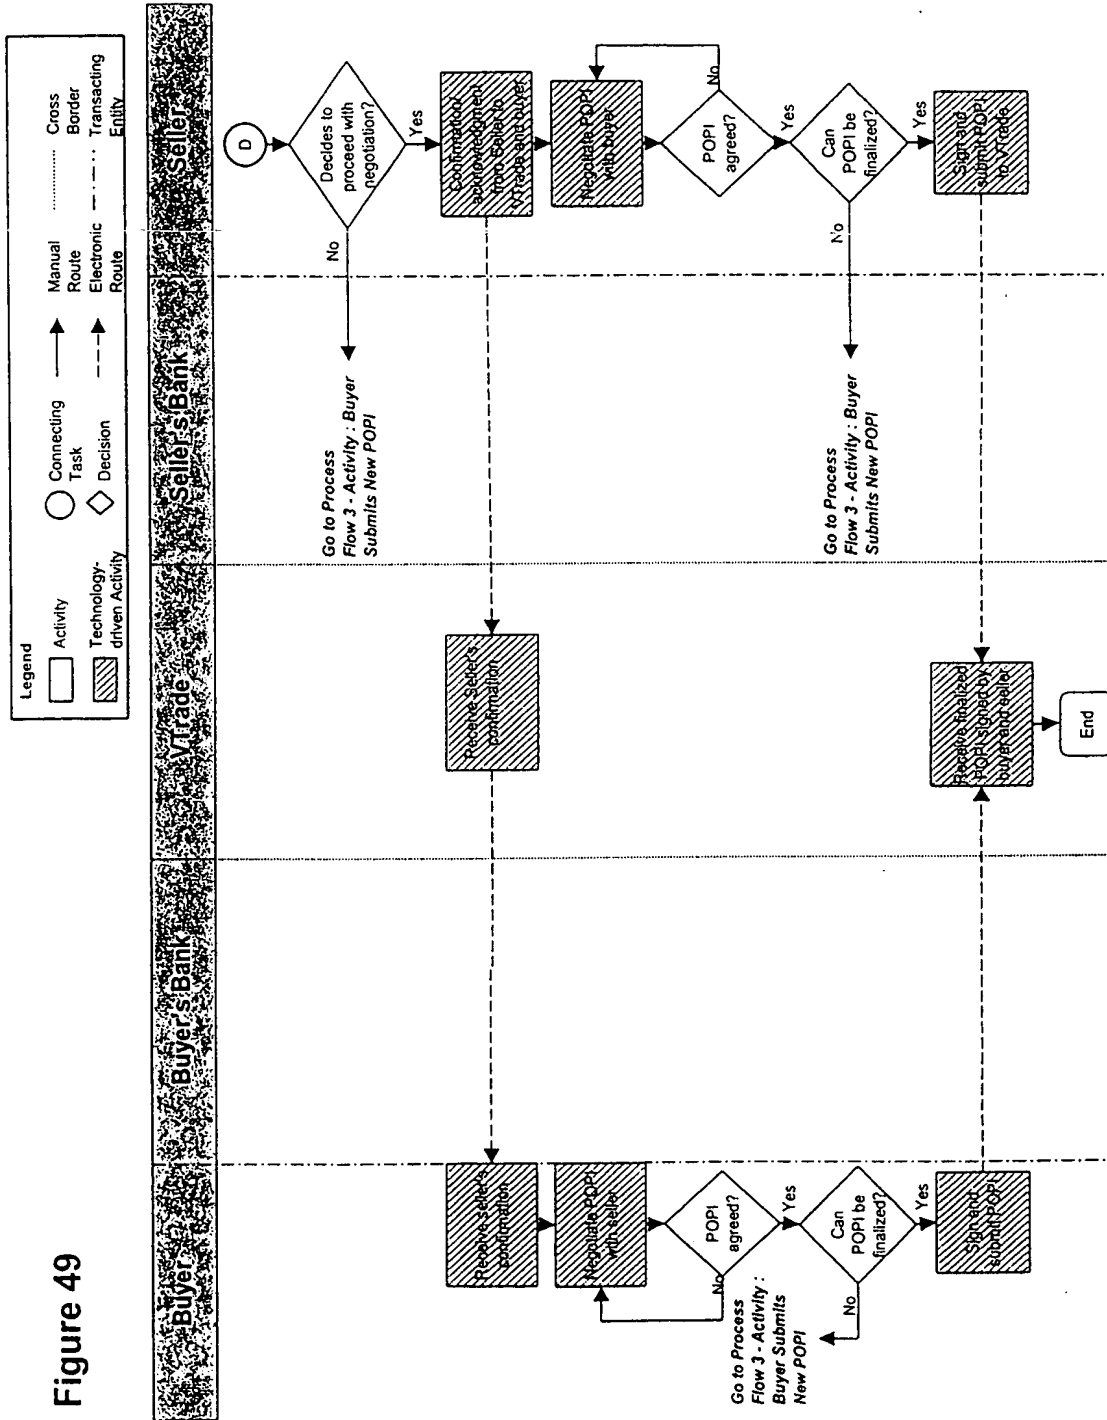 Figure 49
Legend
Activity
Technology-
driven Activity
Connecting
Task
Decision
Manual
Route
Electronic
Route
Cross
Border
Transacting
Entity
Buyer
Buyer's Bank
VTrade
Seller's Bank
Seller
D
Decides to
proceed with
negotiation?
No
Yes
Go to Process
Flow 3 - Activity : Buyer
Submits New POPI
Confirmation/
acknowledgment
from Seller to
VTrade and buyer
Receive Seller's
confirmation
Receive seller's
confirmation
Negotiate POPI
with seller
Negotiate POPI
with buyer
POPI
agreed?
No
Yes
POPI
agreed?
No
Yes
Can
POPI be
finalized?
No
Yes
Go to Process
Flow 3 - Activity :
Buyer Submits
New POPI
Can
POPI be
finalized?
No
Yes
Go to Process
Flow 3 - Activity : Buyer
Submits New POPI
Sign and
submit POPI
Receive finalized
POPI signed by
buyer and seller
Sign and
submit POPI
to VTrade
End